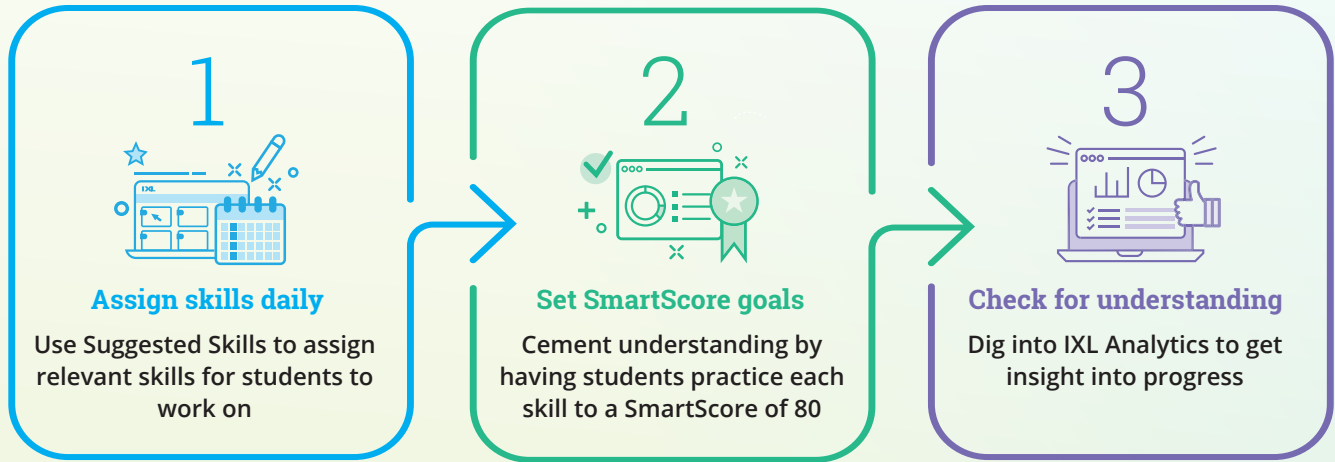 1
IXL
Assign skills daily
Use Suggested Skills to assign
relevant skills for students to
work on
2
Set SmartScore goals
Cement understanding by
having students practice each
skill to a SmartScore of 80
3
Check for understanding
Dig into IXL Analytics to get
insight into progress